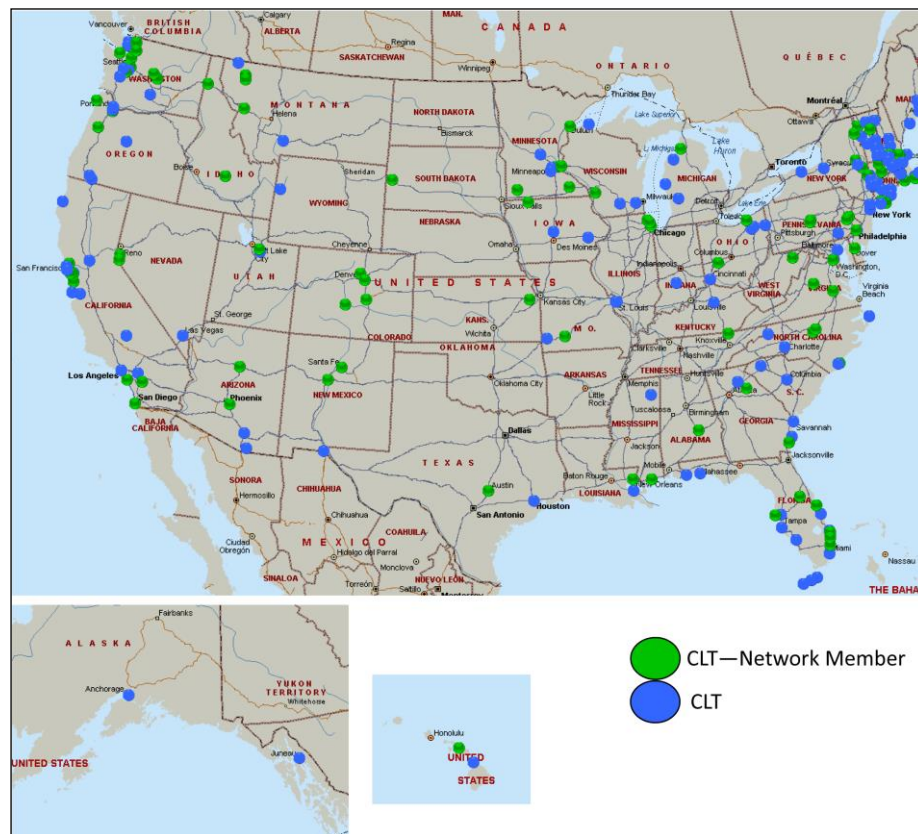 BRITISH
COLUMBIA
Vancouver
Calgary
ALBERTA
SASKATCHEWAN
Regina
MAN.
Winnipeg
CANADA
ONTARIO
QUÉBEC
Thunder Bay
Lake Superior
Montréal
Ottawa
Seattle
WASHINGTON
Portland
MONTANA
Helena
NORTH DAKOTA
Bismarck
MINNESOTA
Duluth
Lake
Huron
Toronto
OREGON
Boise
IDAHO
Sheridan
SOUTH DAKOTA
Minneapolis
WISCONSIN
MICHIGAN
Milwaukee
Detroit
NEW YORK
WYOMING
Sioux Falls
Lake Erie
Toledo
New York
NEBRASKA
IOWA
Chicago
PENNSYLVANIA
Philadelphia
Reno
NEVADA
Salt Lake
City
Cheyenne
Omaha
Des Moines
OHIO
Pittsburgh
Baltimore
Dover
San Francisco
UTAH
Denver
UNITED STATES
ILLINOIS
Indianapolis
INDIANA
Columbus
Cincinnati
Washington,
D.C.
CALIFORNIA
St. George
COLORADO
Kansas City
St. Louis
Louisville
WEST
VIRGINIA
VIRGINIA
Virginia
Beach
Las Vegas
KANS.
Wichita
MO.
KENTUCKY
Santa Fe
OKLAHOMA
Clarksville
Nashville
Knoxville
NORTH CAROLINA
Charlotte
Los Angeles
ARIZONA
Phoenix
NEW MEXICO
Oklahoma City
ARKANSAS
Little
Rock
Memphis
Huntsville
Columbia
S. C.
San Diego
BAJA
CALIFORNIA
Tuscaloosa
Birmingham
Atlanta
GEORGIA
Dallas
MISSISSIPPI
Jackson
ALABAMA
Savannah
SONORA
Hermosillo
CHIHUAHUA
Chihuahua
TEXAS
Austin
Baton Rouge
LOUISIANA
New Orleans
Mobile
Jacksonville
San Antonio
Houston
Ciudad
Obregón
COAHUILA
MEXICO
Hidalgo del Parral
Monclova
FLORIDA
Tampa
Miami
Nassau
SINALOA
Torreón
NUEVO LEÓN
Saltillo
THE BAHA
ALASKA
Fairbanks
Anchorage
YUKON
TERRITORY
Whitehorse
Juneau
UNITED STATES
Honolulu
UNITED
STATES
CLT—Network Member
CLT